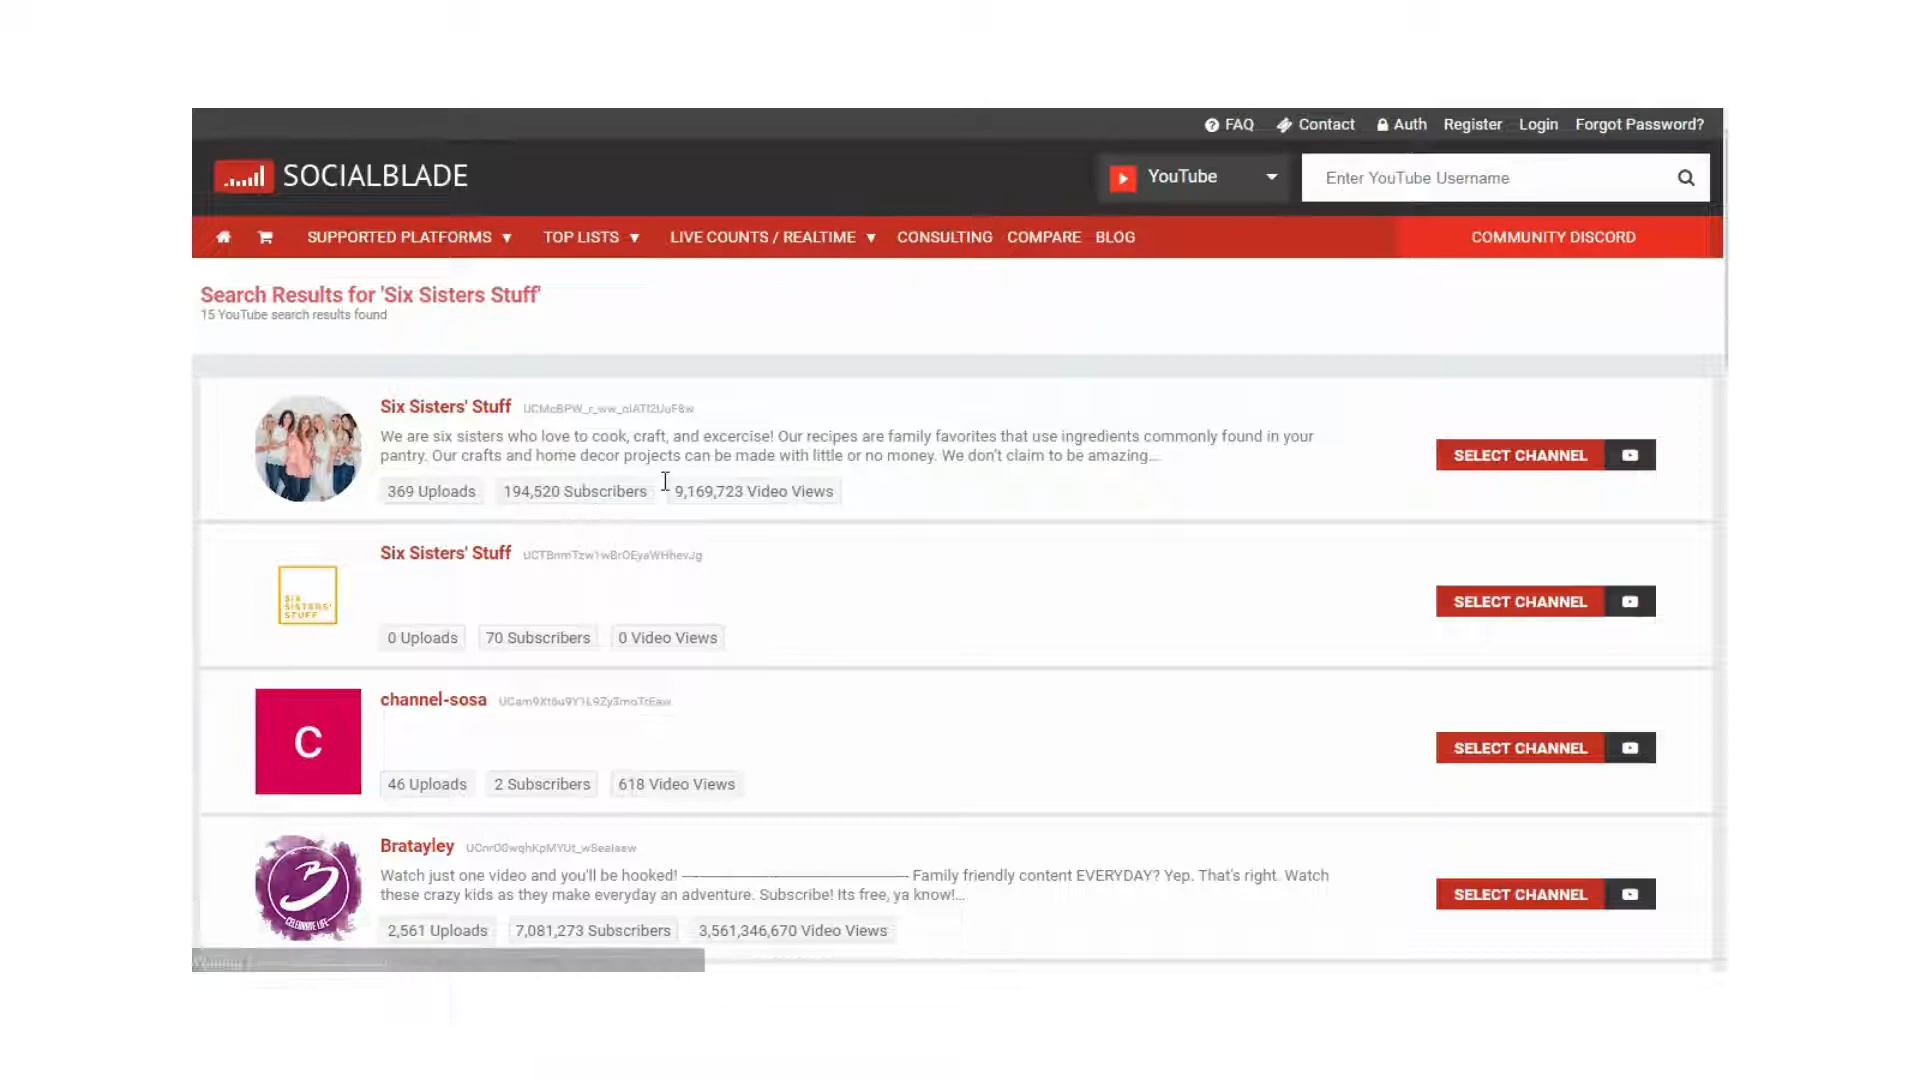 FAQ Contact Auth Register Login Forgot Password?
SOCIALBLADE YouTube Enter YouTube Username
SUPPORTED PLATFORMS ▼ TOP LISTS ▼ LIVE COUNTS / REALTIME ▼ CONSULTING COMPARE BLOG COMMUNITY DISCORD
Search Results for 'Six Sisters Stuff'
15 YouTube search results found
Six Sisters' Stuff
We are six sisters who love to cook, craft, and excercise! Our recipes are family favorites that use ingredients commonly found in your
pantry. Our crafts and home decor projects can be made with little or no money. We don't claim to be amazing...
SELECT CHANNEL
369 Uploads 194,520 Subscribers 9,169,723 Video Views
Six Sisters' Stuff
SIX
SISTERS'
STUFF
SELECT CHANNEL
0 Uploads 70 Subscribers 0 Video Views
channel-sosa
C
SELECT CHANNEL
46 Uploads 2 Subscribers 618 Video Views
Bratayley
Watch just one video and you'll be hooked! ———————————— Family friendly content EVERYDAY? Yep. That's right. Watch
these crazy kids as they make everyday an adventure. Subscribe! Its free, ya know!...
B
CELEBRATE LIFE
SELECT CHANNEL
2,561 Uploads 7,081,273 Subscribers 3,561,346,670 Video Views